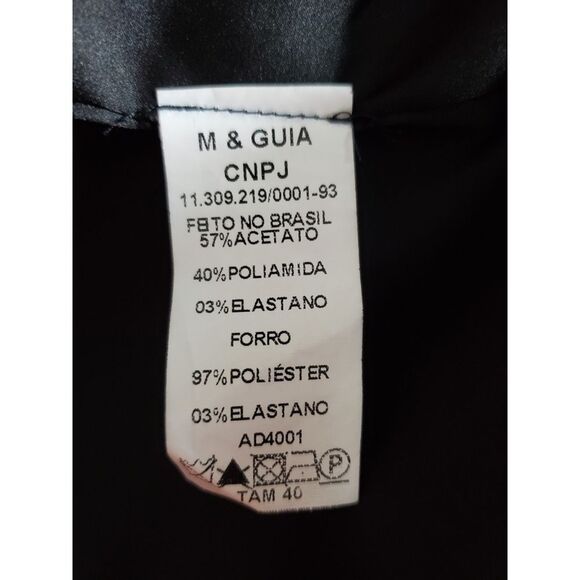 M & GUIA
CNPJ
11.309.219/0001-93
FEITO NO BRASIL
57%ACETATO
40%POLIAMIDA
03%ELASTANO
FORRO
97%POLIÉSTER
03%ELASTANO
AD4001
P
TAM 40